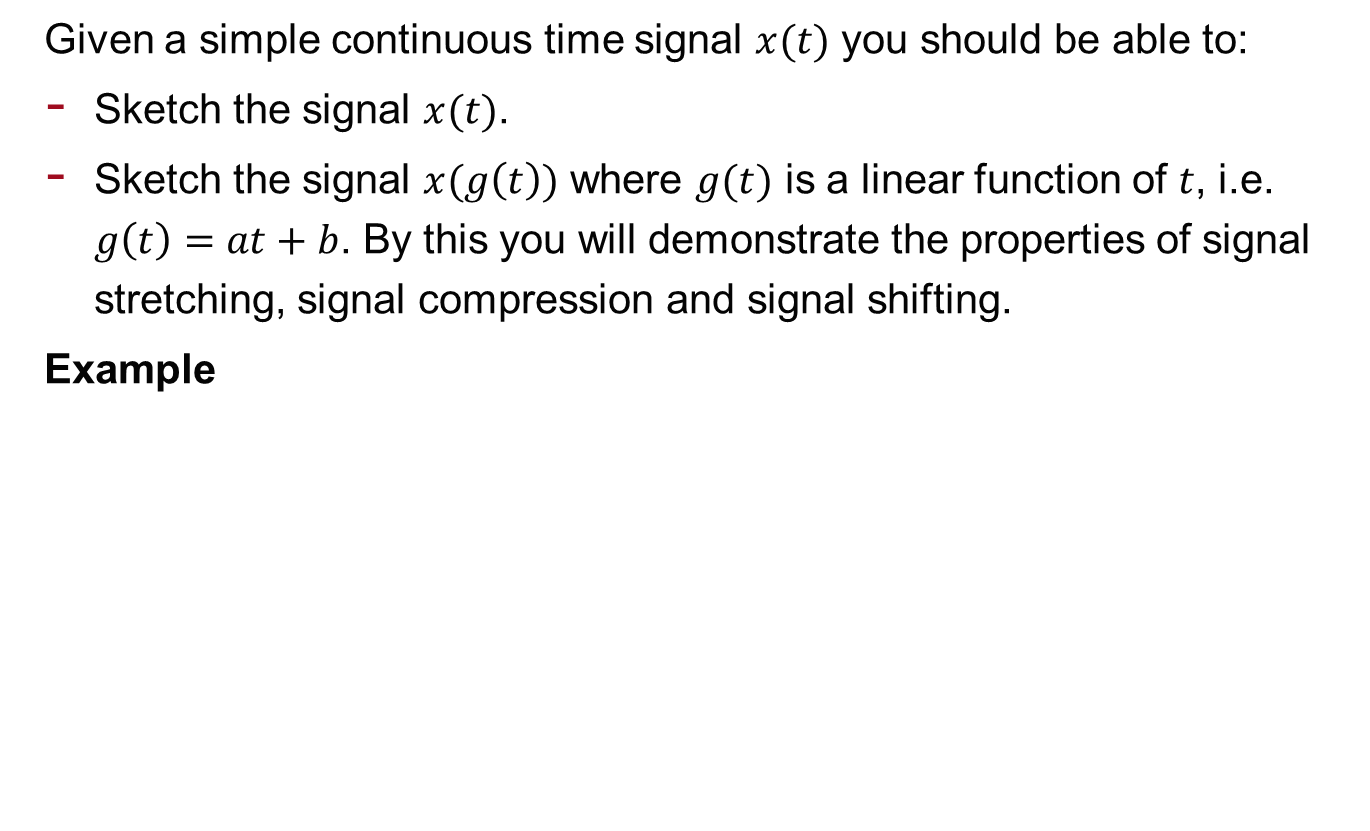 Given a simple continuous time signal x(t) you should be able to:
- Sketch the signal x(t).
- Sketch the signal x(g(t)) where g(t) is a linear function of t, i.e.
g(t) = at + b. By this you will demonstrate the properties of signal
stretching, signal compression and signal shifting.
Example